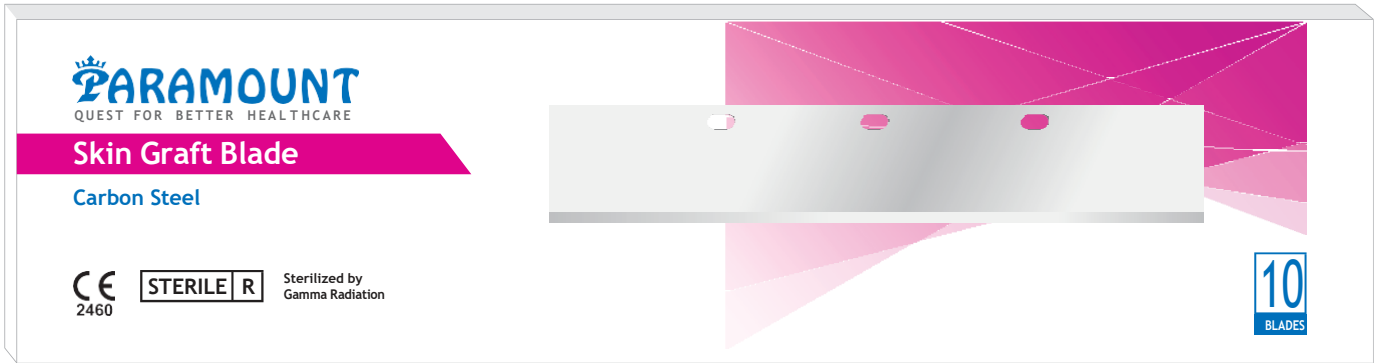 PARAMOUNT
QUEST FOR BETTER HEALTHCARE
Skin Graft Blade
Carbon Steel
CE
2460
STERILE R
Sterilized by
Gamma Radiation
10
BLADES